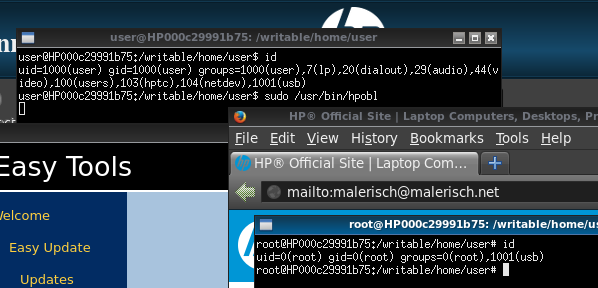 user@HP000c29991b75: /writable/home/user
user@HP000c29991b75:/writable/home/user$ id
uid=1000(user) gid=1000(user) groups=1000(user),7(lp),20(dialout),29(audio),44(v
ideo),100(users),103(hptc),104(netdev),1001(usb)
user@HP000c29991b75:/writable/home/user$ sudo /usr/bin/hpobl
HP® Official Site | Laptop Computers, Desktops, Pr
File Edit View History Bookmarks Tools Help
HP® Official Site | Laptop Com...
mailto:malerisch@malerisch.net
Easy Tools
Welcome
Easy Update
Updates
root@HP000c29991b75: /writable/home/us
root@HP000c29991b75:/writable/home/user# id
uid=0(root) gid=0(root) groups=0(root),1001(usb)
root@HP000c29991b75:/writable/home/user#